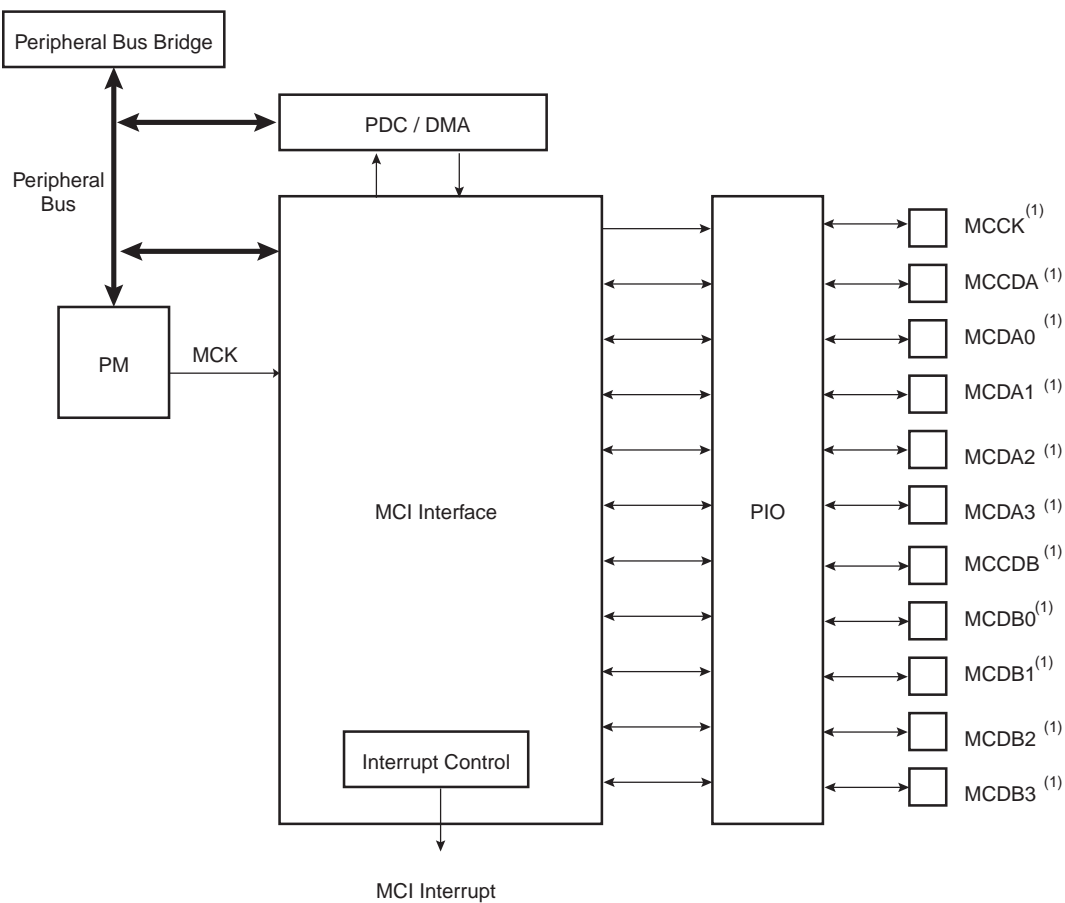 Peripheral Bus Bridge
PDC / DMA
Peripheral
Bus
PM
MCK
MCI Interface
Interrupt Control
MCI Interrupt
PIO
MCCK(1)
MCCDA (1)
MCDA0 (1)
MCDA1 (1)
MCDA2 (1)
MCDA3 (1)
MCCDB (1)
MCDB0(1)
MCDB1(1)
MCDB2 (1)
MCDB3 (1)